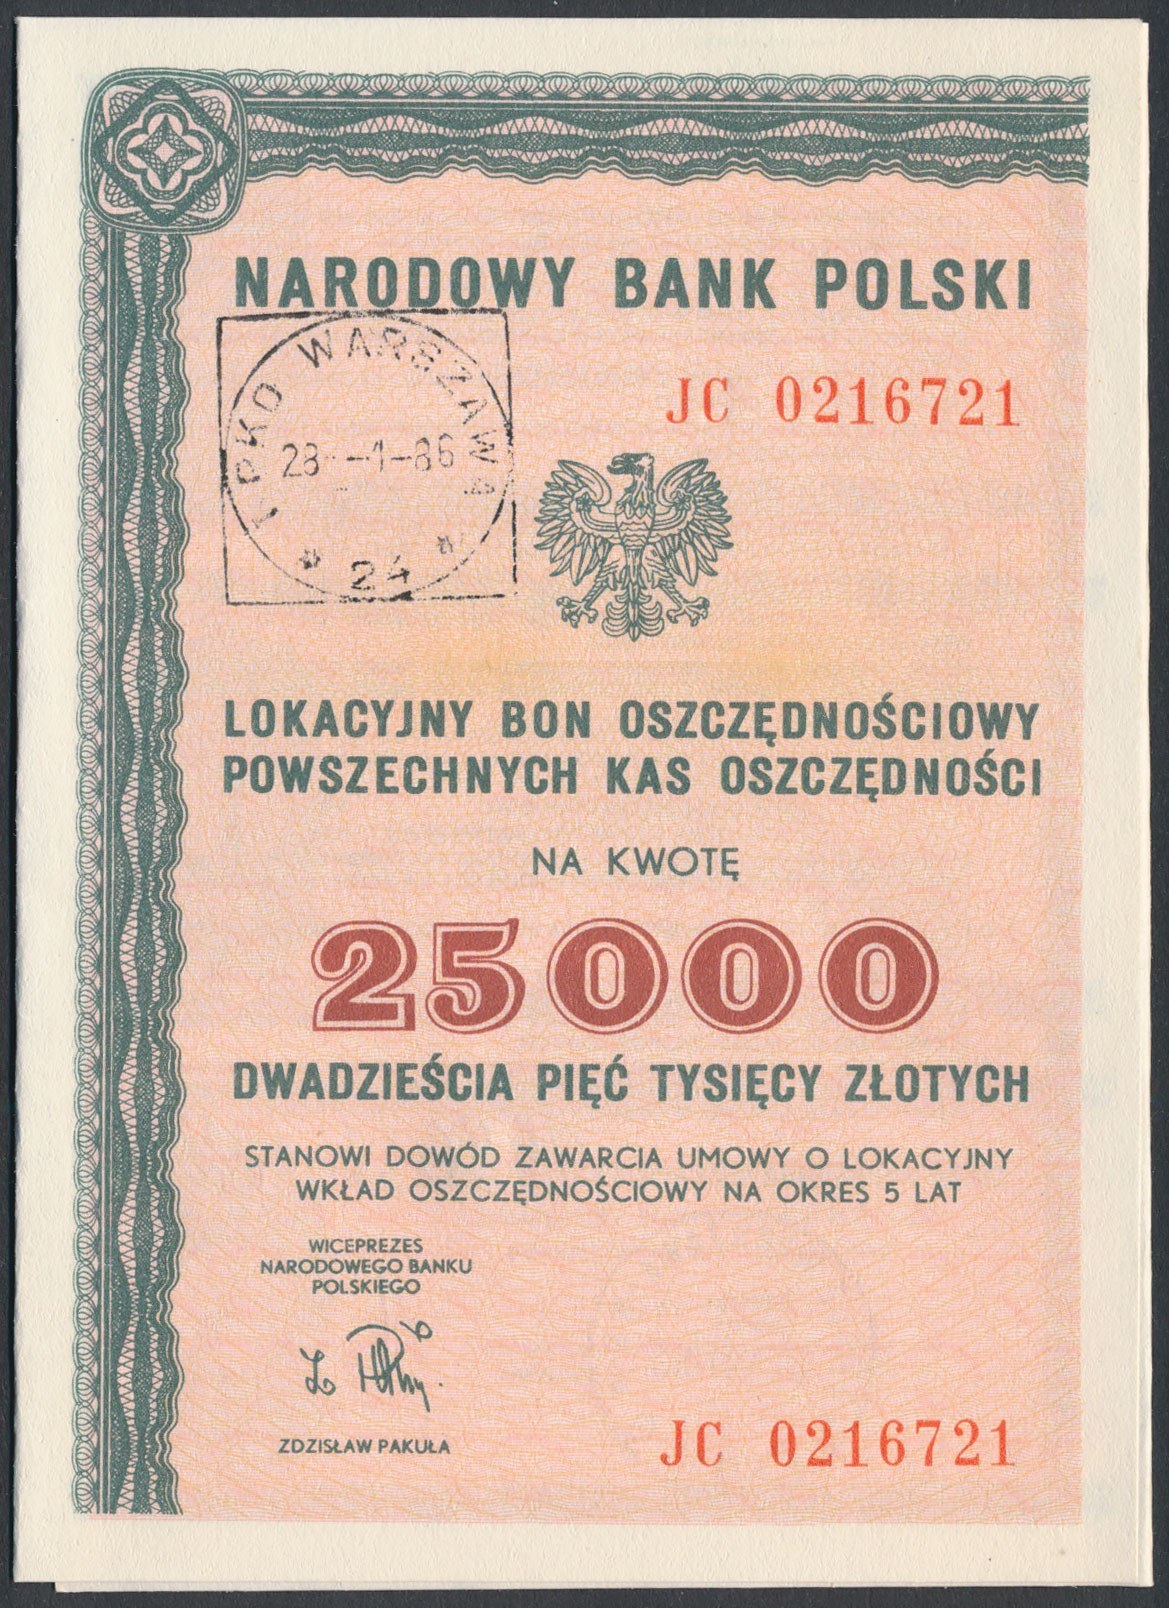 NARODOWY BANK POLSKI
PKO WARSZAWA
28 -1-86
* 24 *
JC 0216721
LOKACYJNY BON OSZCZĘDNOŚCIOWY
POWSZECHNYCH KAS OSZCZĘDNOŚCI
NA KWOTĘ
25000
DWADZIEŚCIA PIĘĆ TYSIĘCY ZŁOTYCH
STANOWI DOWÓD ZAWARCIA UMOWY O LOKACYJNY
WKŁAD OSZCZĘDNOŚCIOWY NA OKRES 5 LAT
WICEPREZES
NARODOWEGO BANKU
POLSKIEGO
ZDZISŁAW PAKUŁA
JC 0216721